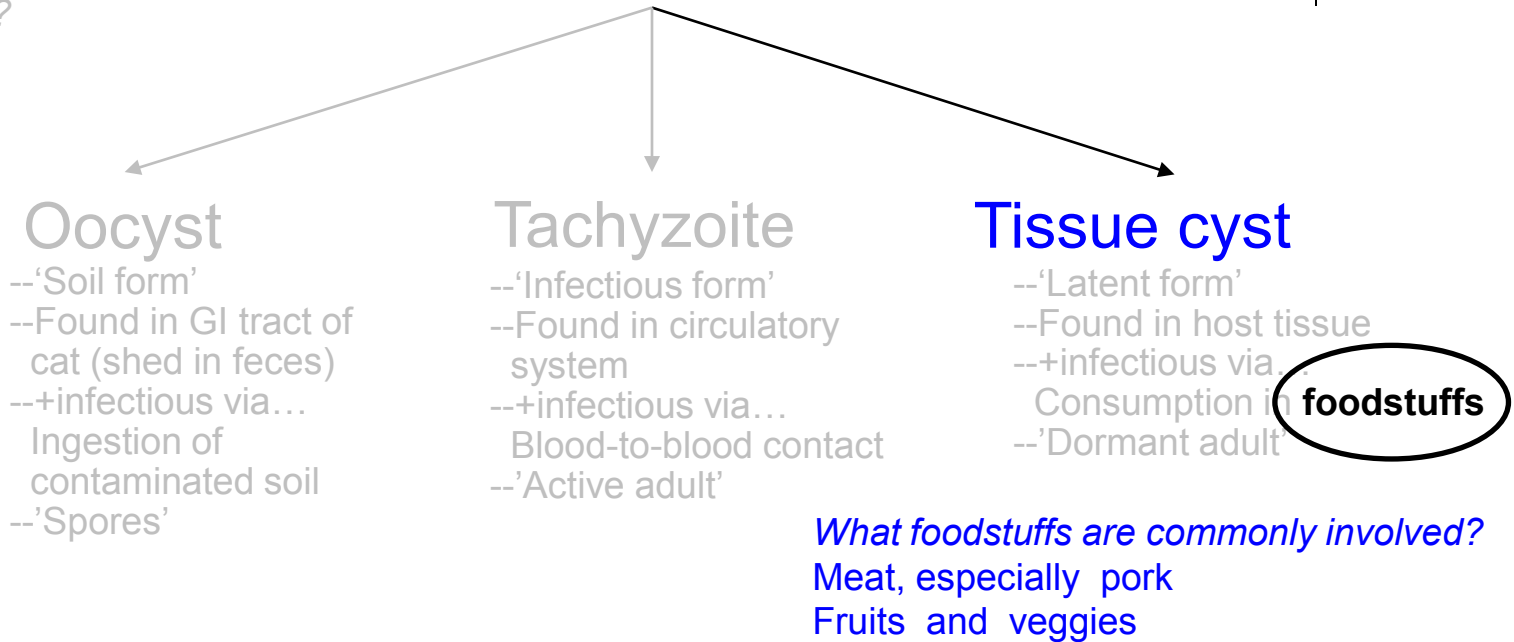 ?
Oocyst
--‘Soil form’
--Found in GI tract of
cat (shed in feces)
--+infectious via…
Ingestion of
contaminated soil
--’Spores’
Tachyzoite
--‘Infectious form’
--Found in circulatory
system
--+infectious via…
Blood-to-blood contact
--’Active adult’
Tissue cyst
--‘Latent form’
--Found in host tissue
--+infectious via…
Consumption in foodstuffs
--’Dormant adult’
What foodstuffs are commonly involved?
Meat, especially pork
Fruits and veggies